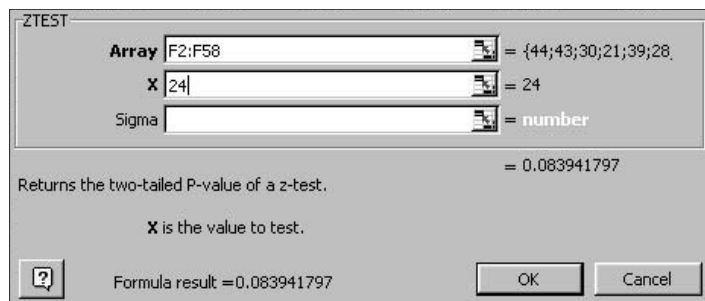 ZTEST
Array F2:F58 = {44;43;30;21;39;28
X 24 = 24
Sigma = number
= 0.083941797
Returns the two-tailed P-value of a z-test.
X is the value to test.
? Formula result =0.083941797 OK Cancel